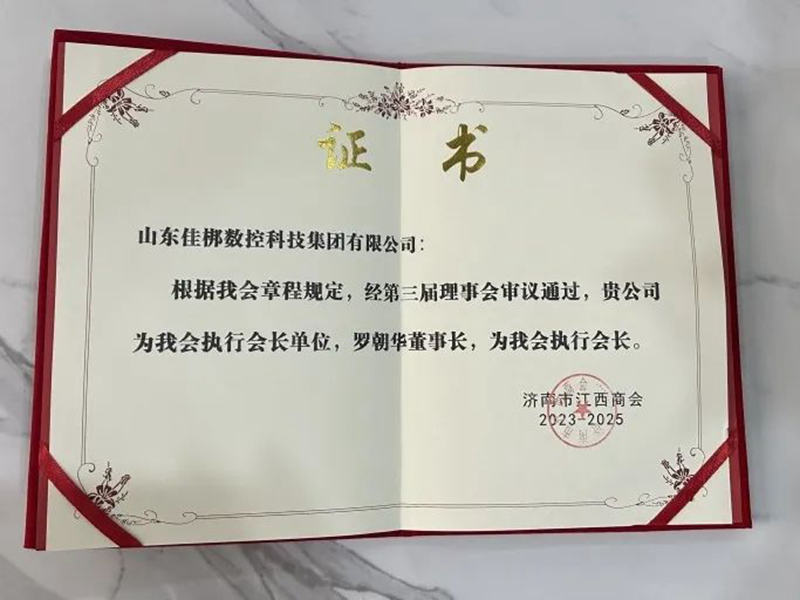 证 书
山东佳梆数控科技集团有限公司：
根据我会章程规定，经第三届理事会审议通过，贵公司
为我会执行会长单位，罗朝华董事长，为我会执行会长。
济南市江西商会
2023-2025